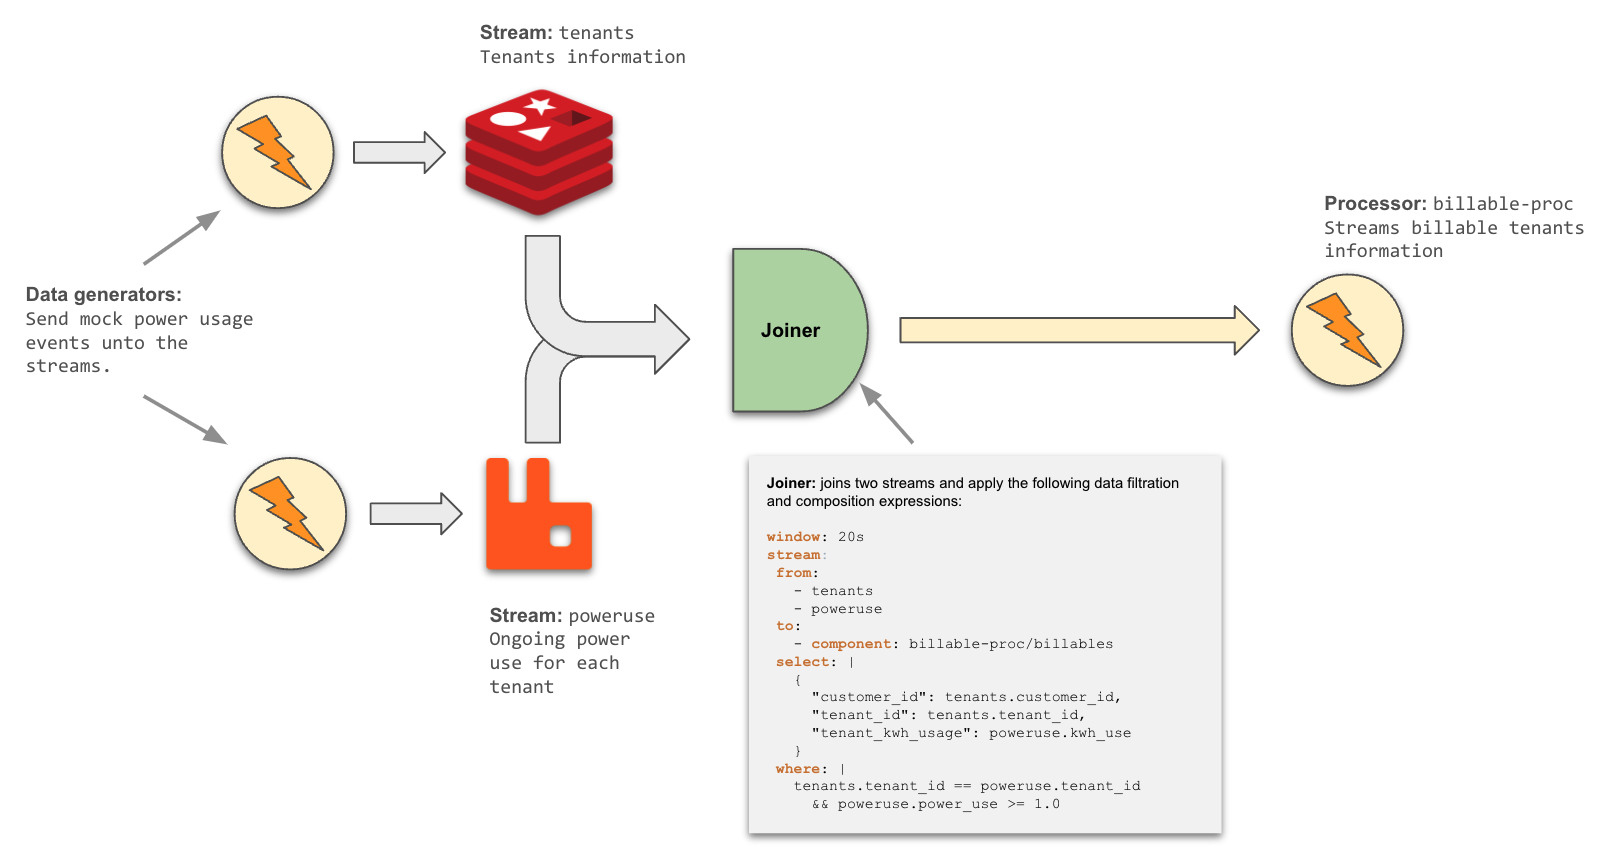 Stream: tenants
Tenants information
Processor: billable-proc
Streams billable tenants
information
Data generators:
Send mock power usage
events unto the
streams.
Joiner
Stream: poweruse
Ongoing power
use for each
tenant
Joiner: joins two streams and apply the following data filtration
and composition expressions:
window: 20s
stream:
from:
- tenants
- poweruse
to:
- component: billable-proc/billables
select: |
{
"customer_id": tenants.customer_id,
"tenant_id": tenants.tenant_id,
"tenant_kwh_usage": poweruse.kwh_use
}
where: |
tenants.tenant_id == poweruse.tenant_id
&& poweruse.power_use >= 1.0